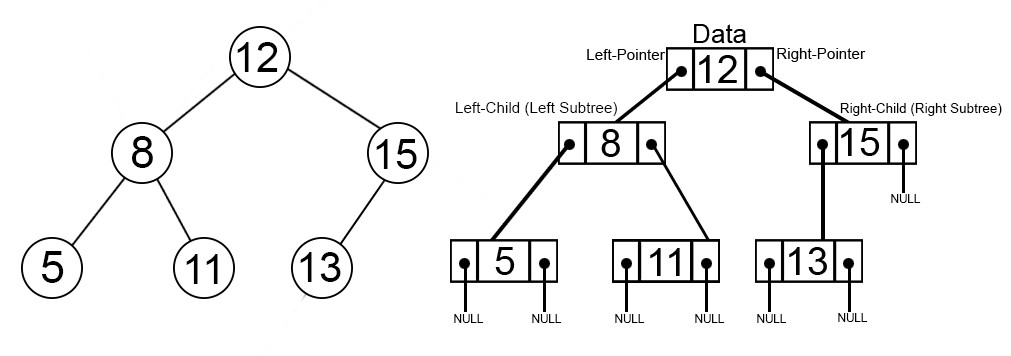 12
8
15
5
11
13
Data
Left-Pointer
12
Right-Pointer
Left-Child (Left Subtree)
Right-Child (Right Subtree)
8
15
NULL
5
11
13
NULL
NULL
NULL
NULL
NULL
NULL